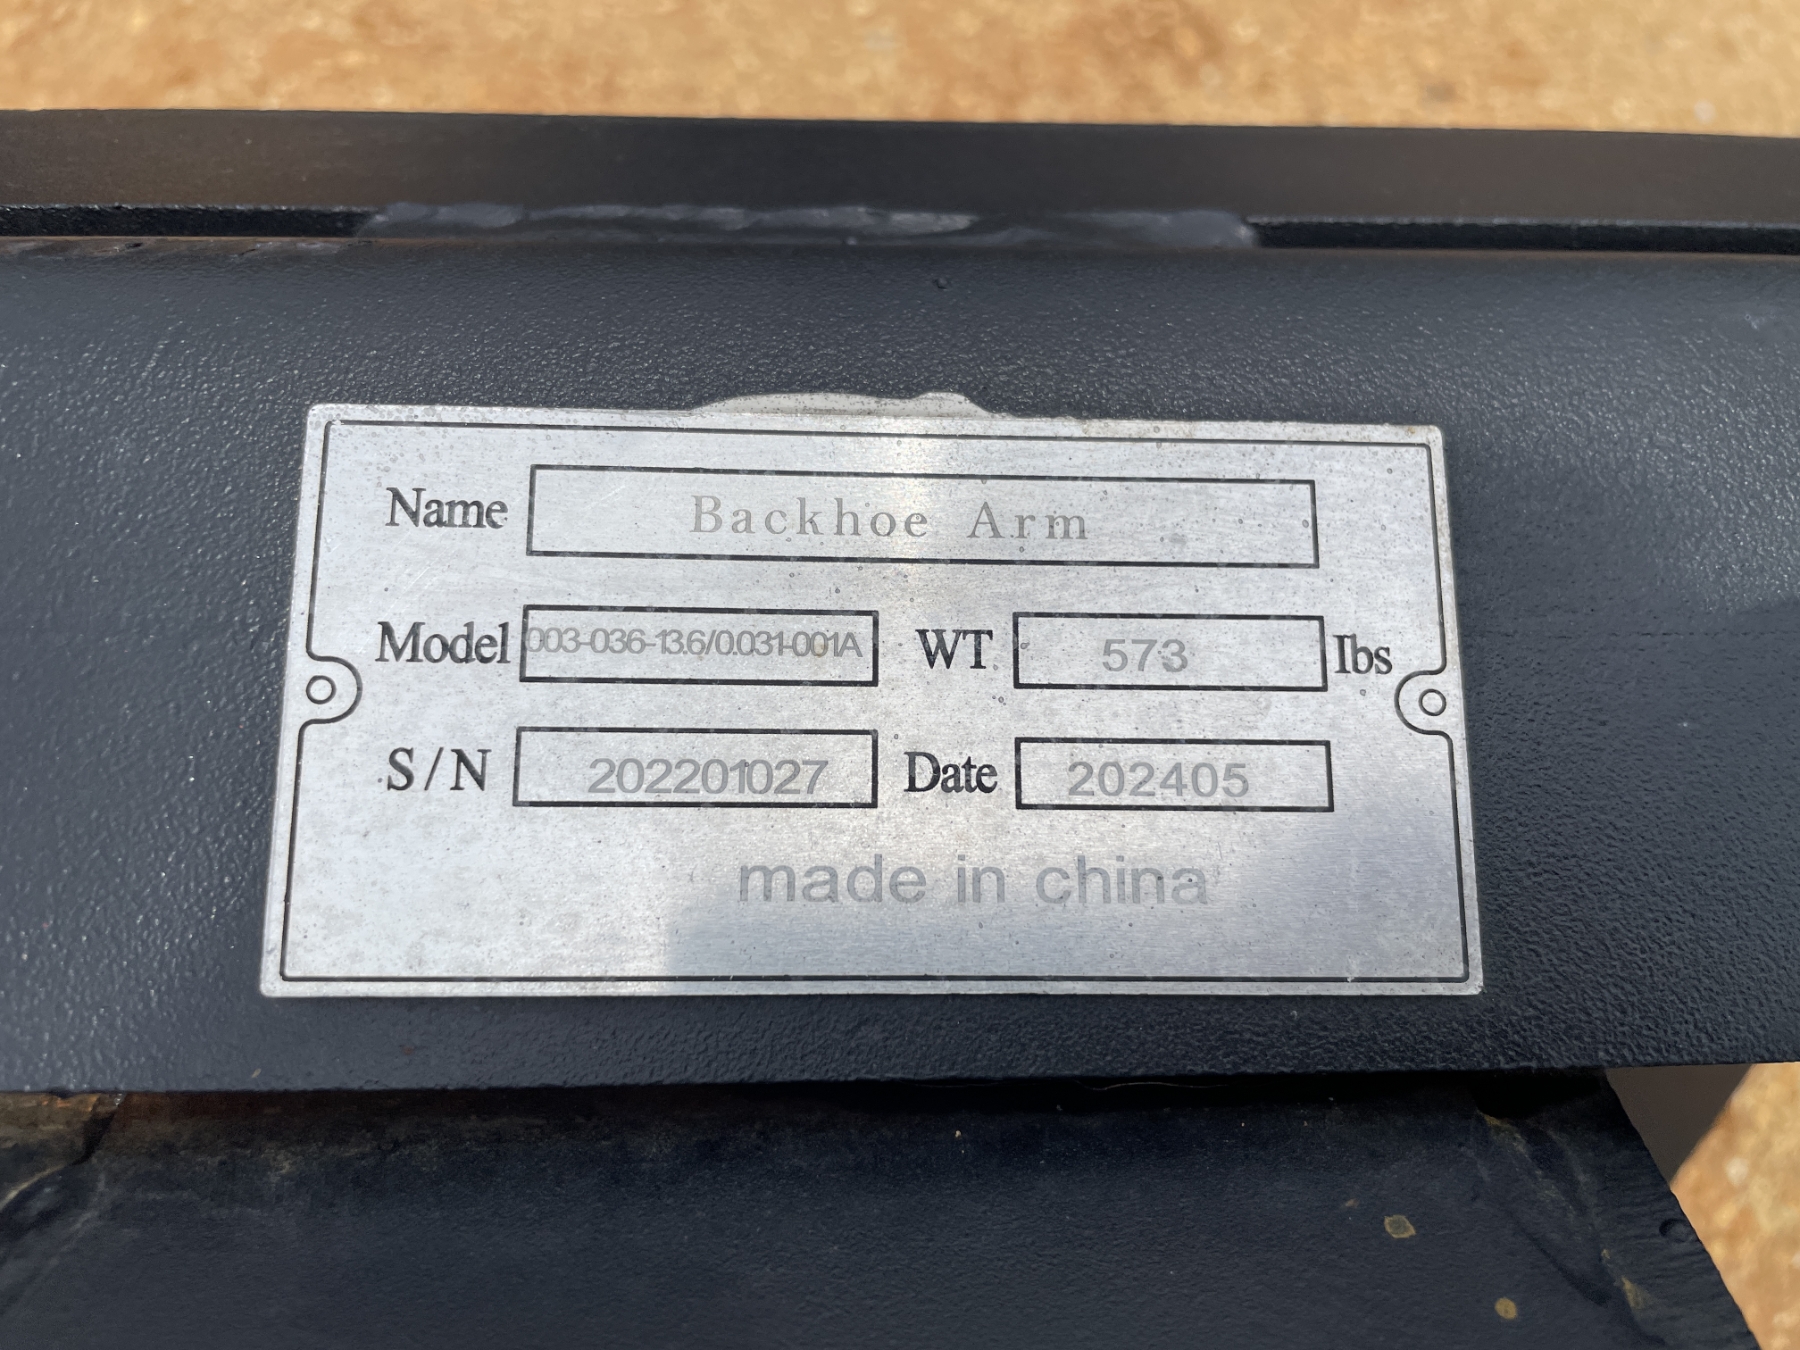 Name Backhoe Arm
Model 003-036-13.6/0.031-001A WT 573 Ibs
S/N 202201027 Date 202405
made in china